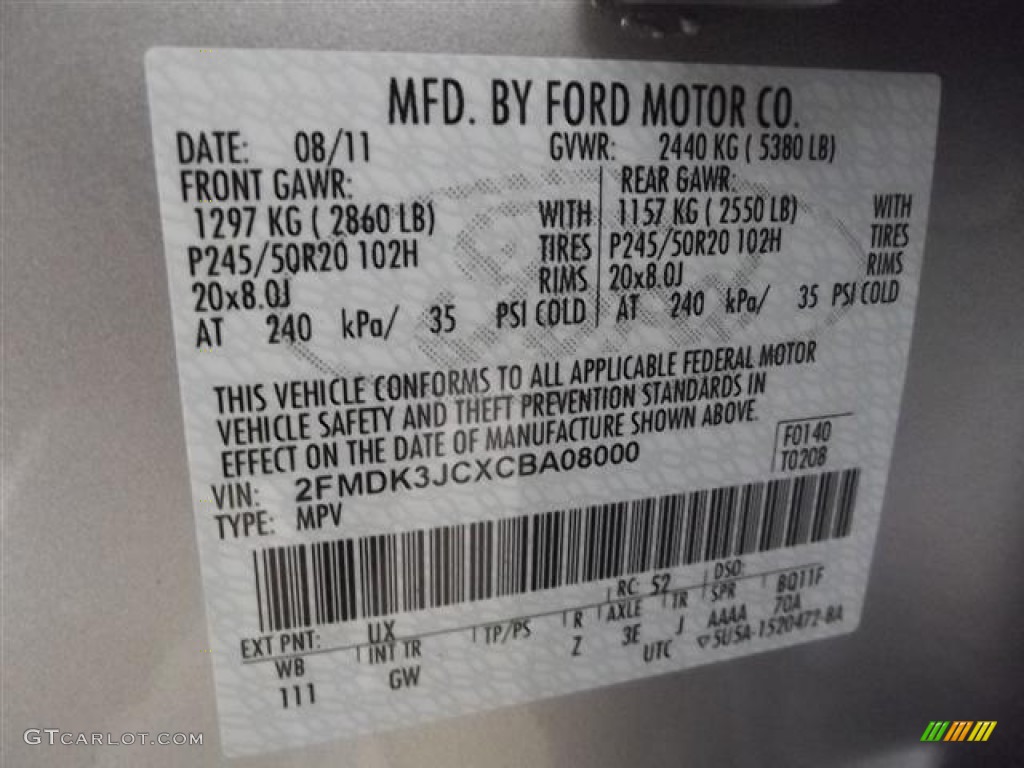 MFD. BY FORD MOTOR CO.
DATE: 08/11 GVWR: 2440 KG ( 5380 LB)
FRONT GAWR: REAR GAWR:
1297 KG ( 2860 LB) WITH 1157 KG ( 2550 LB) WITH
P245/50R20 102H TIRES P245/50R20 102H TIRES
20x8.0J RIMS 20x8.0J RIMS
AT 240 kPa/ 35 PSI COLD AT 240 kPa/ 35 PSI COLD
THIS VEHICLE CONFORMS TO ALL APPLICABLE FEDERAL MOTOR
VEHICLE SAFETY AND THEFT PREVENTION STANDARDS IN
EFFECT ON THE DATE OF MANUFACTURE SHOWN ABOVE.
F0140
VIN: 2FMDK3JCXCBA08000 T0208
TYPE: MPV
EXT PNT: UX RC: 52 DSO:
WB INT TR TP/PS R AXLE TR SPR BQ11F
111 GW Z 3E J AAAA 70A
UTC ▽5U5A-1520472-BA
GTCARLOT.COM